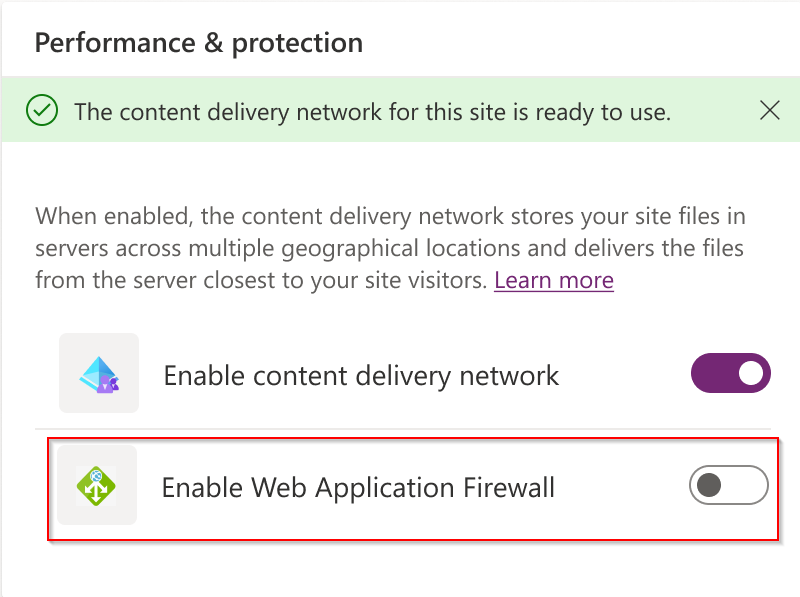 Performance & protection
The content delivery network for this site is ready to use.
When enabled, the content delivery network stores your site files in
servers across multiple geographical locations and delivers the files
from the server closest to your site visitors. Learn more
Enable content delivery network
Enable Web Application Firewall